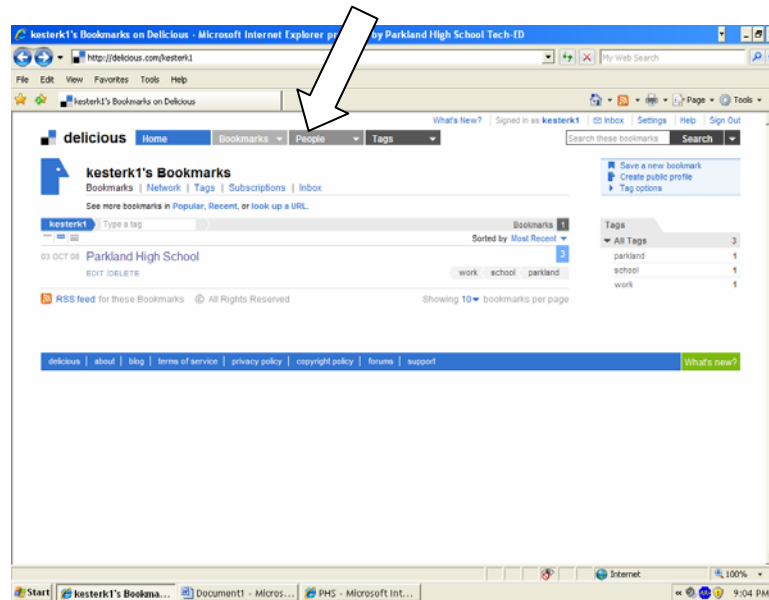 kesterk1's Bookmarks on Delicious - Microsoft Internet Explorer pr by Parkland High School Tech-ED
http://delicious.com/kesterk1
My Web Search
File Edit View Favorites Tools Help
kesterk1's Bookmarks on Delicious
Page Tools
What's New? Signed in as kesterk1 Inbox Settings Help Sign Out
delicious Home Bookmarks People Tags Search these bookmarks Search
kesterk1's Bookmarks
Bookmarks | Network | Tags | Subscriptions | Inbox
See more bookmarks in Popular, Recent, or look up a URL.
Save a new bookmark
Create public profile
Tag options
kesterk1 Type a tag Bookmarks 1
Sorted by Most Recent
Tags
All Tags 3
parkland 1
school 1
work 1
03 OCT 08 Parkland High School 3
EDIT | DELETE work school parkland
RSS feed for these Bookmarks © All Rights Reserved Showing 10 bookmarks per page
delicious | about | blog | terms of service | privacy policy | copyright policy | forums | support What's new?
Internet 100%
Start kesterk1's Bookma... Document1 - Micros... PHS - Microsoft Int... 9:04 PM